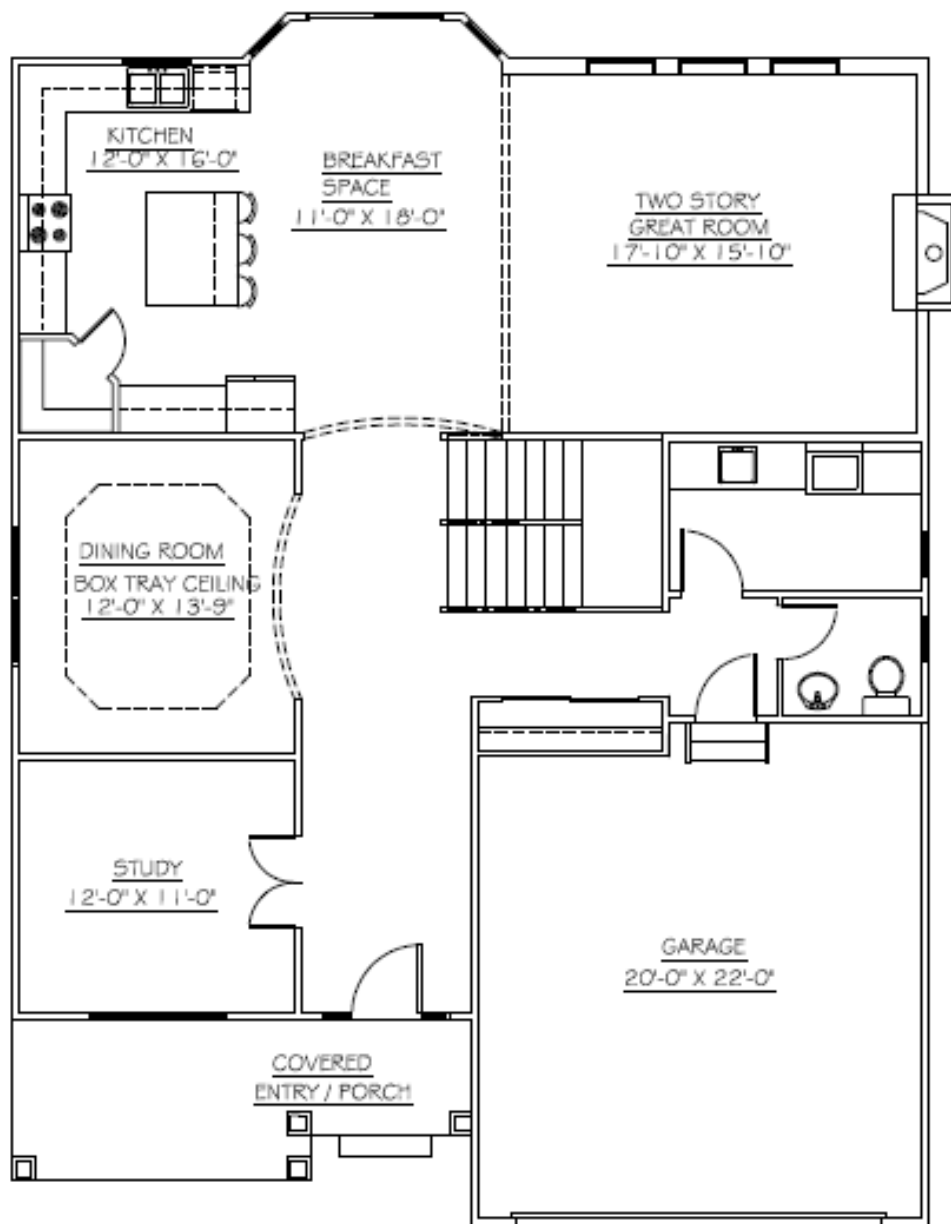 KITCHEN
12'-0" X 16'-0"
BREAKFAST
SPACE
11'-0" X 18'-0"
TWO STORY
GREAT ROOM
17'-10" X 15'-10"
DINING ROOM
BOX TRAY CEILING
12'-0" X 13'-9"
STUDY
12'-0" X 11'-0"
GARAGE
20'-0" X 22'-0"
COVERED
ENTRY / PORCH